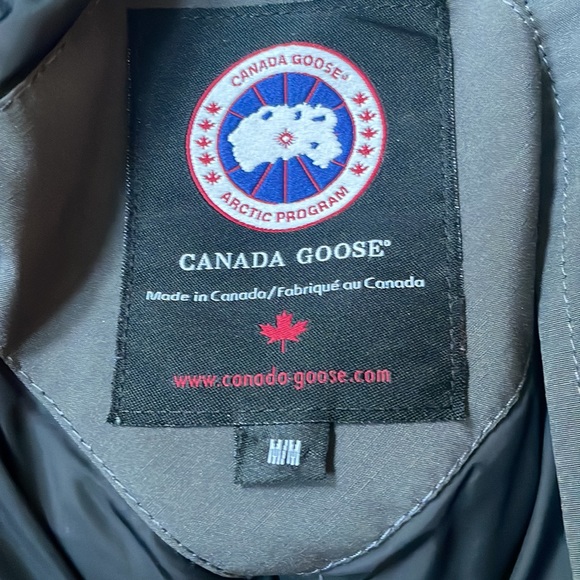 CANADA GOOSE®
ARCTIC PROGRAM
CANADA GOOSE®
Made in Canada/Fabriqué au Canada
www.canada-goose.com
M/M